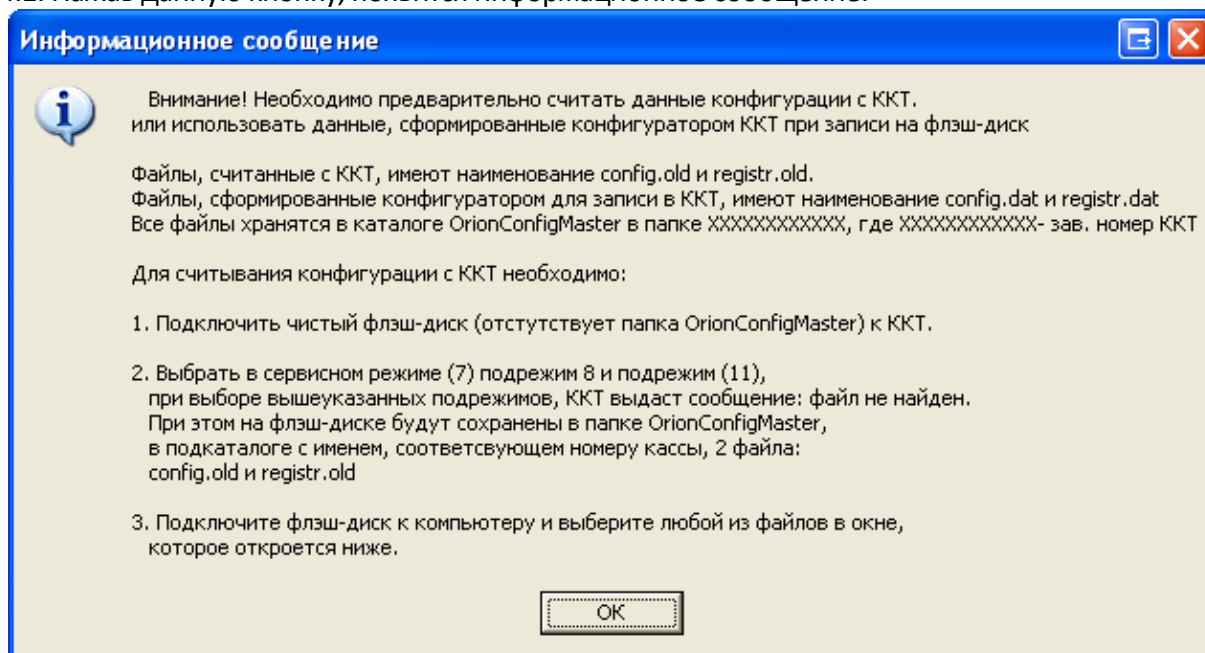 Информационное сообщение
Внимание! Необходимо предварительно считать данные конфигурации с ККТ.
или использовать данные, сформированные конфигуратором ККТ при записи на флэш-диск
Файлы, считанные с ККТ, имеют наименование config.old и registr.old.
Файлы, сформированные конфигуратором для записи в ККТ, имеют наименование config.dat и registr.dat
Все файлы хранятся в каталоге OrionConfigMaster в папке XXXXXXXXXXXX, где XXXXXXXXXXXX- зав. номер ККТ
Для считывания конфигурации с ККТ необходимо:
1. Подключить чистый флэш-диск (отстутствует папка OrionConfigMaster) к ККТ.
2. Выбрать в сервисном режиме (7) подрежим 8 и подрежим (11),
при выборе вышеуказанных подрежимов, ККТ выдаст сообщение: файл не найден.
При этом на флэш-диске будут сохранены в папке OrionConfigMaster,
в подкаталоге с именем, соответсвующем номеру кассы, 2 файла:
config.old и registr.old
3. Подключите флэш-диск к компьютеру и выберите любой из файлов в окне,
которое откроется ниже.
OK